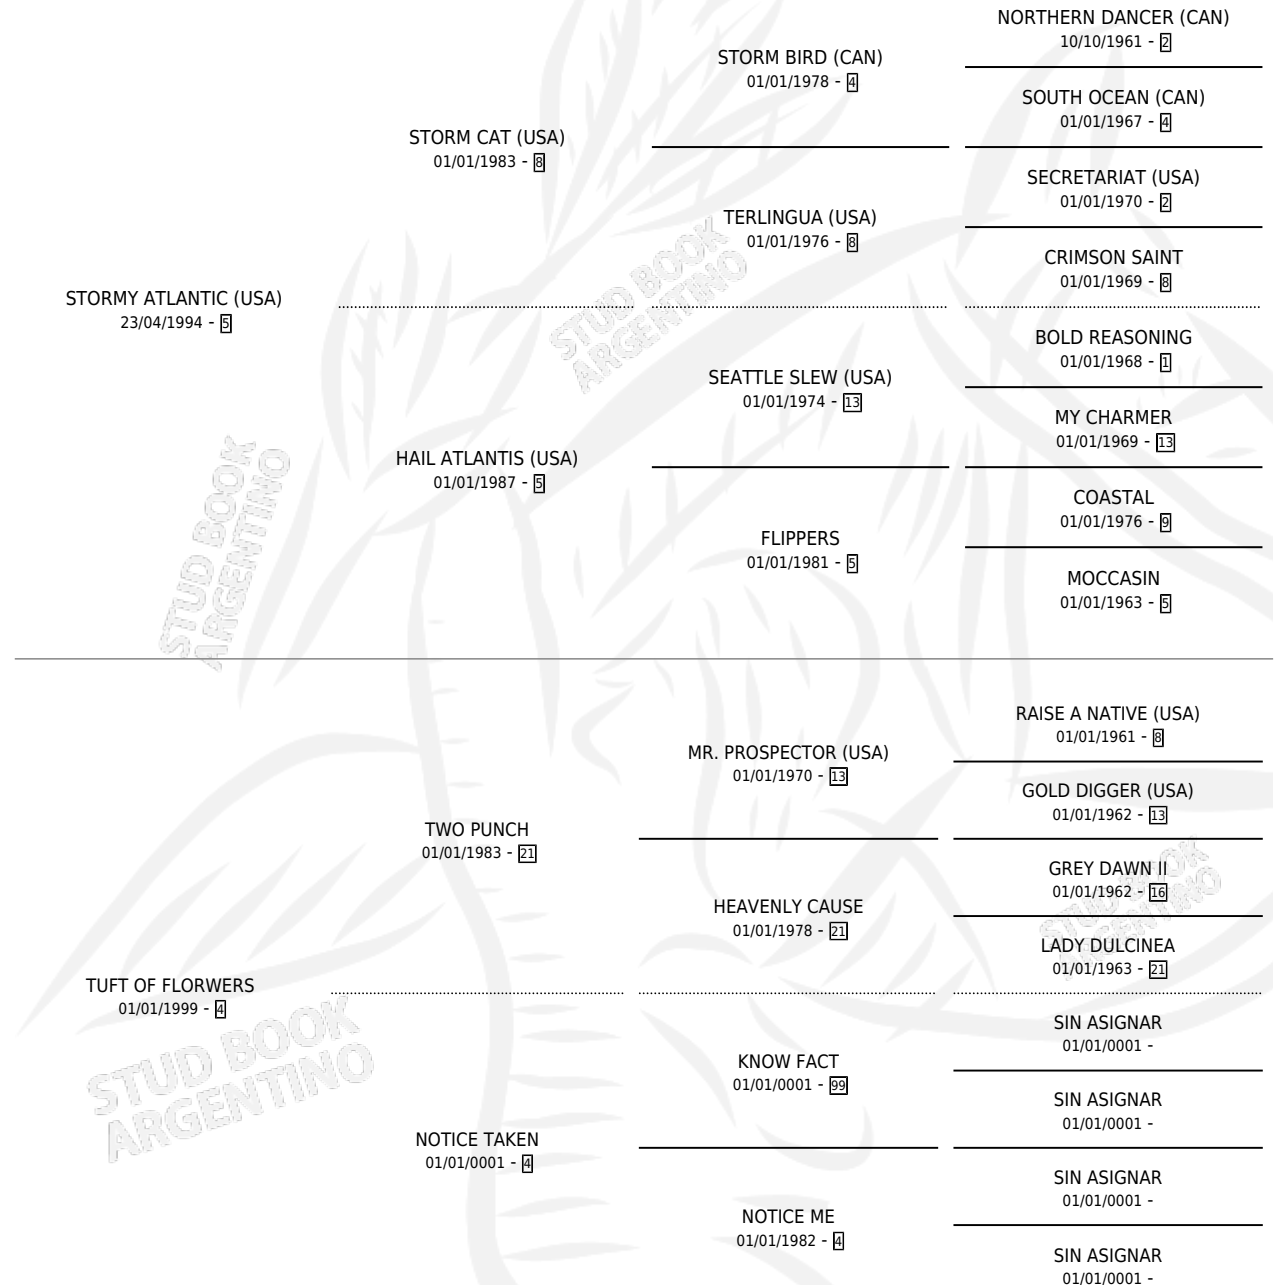 NORTHERN DANCER (CAN)
10/10/1961 - 2
STORM BIRD (CAN)
01/01/1978 - 4
SOUTH OCEAN (CAN)
01/01/1967 - 4
STORM CAT (USA)
01/01/1983 - 8
SECRETARIAT (USA)
01/01/1970 - 2
TERLINGUA (USA)
01/01/1976 - 8
CRIMSON SAINT
01/01/1969 - 8
STORMY ATLANTIC (USA)
23/04/1994 - 5
BOLD REASONING
01/01/1968 - 1
SEATTLE SLEW (USA)
01/01/1974 - 13
MY CHARMER
01/01/1969 - 13
HAIL ATLANTIS (USA)
01/01/1987 - 5
COASTAL
01/01/1976 - 9
FLIPPERS
01/01/1981 - 5
MOCCASIN
01/01/1963 - 5
RAISE A NATIVE (USA)
01/01/1961 - 8
MR. PROSPECTOR (USA)
01/01/1970 - 13
GOLD DIGGER (USA)
01/01/1962 - 13
TWO PUNCH
01/01/1983 - 21
GREY DAWN II
01/01/1962 - 16
HEAVENLY CAUSE
01/01/1978 - 21
LADY DULCINEA
01/01/1963 - 21
TUFT OF FLORWERS
01/01/1999 - 4
SIN ASIGNAR
01/01/0001 -
KNOW FACT
01/01/0001 - 99
SIN ASIGNAR
01/01/0001 -
NOTICE TAKEN
01/01/0001 - 4
SIN ASIGNAR
01/01/0001 -
NOTICE ME
01/01/1982 - 4
SIN ASIGNAR
01/01/0001 -
STUD BOOK
ARGENTINO
STUD BOOK
ARGENTINO
STUD BOOK
ARGENTINO
STUD BOOK
ARGENTINO